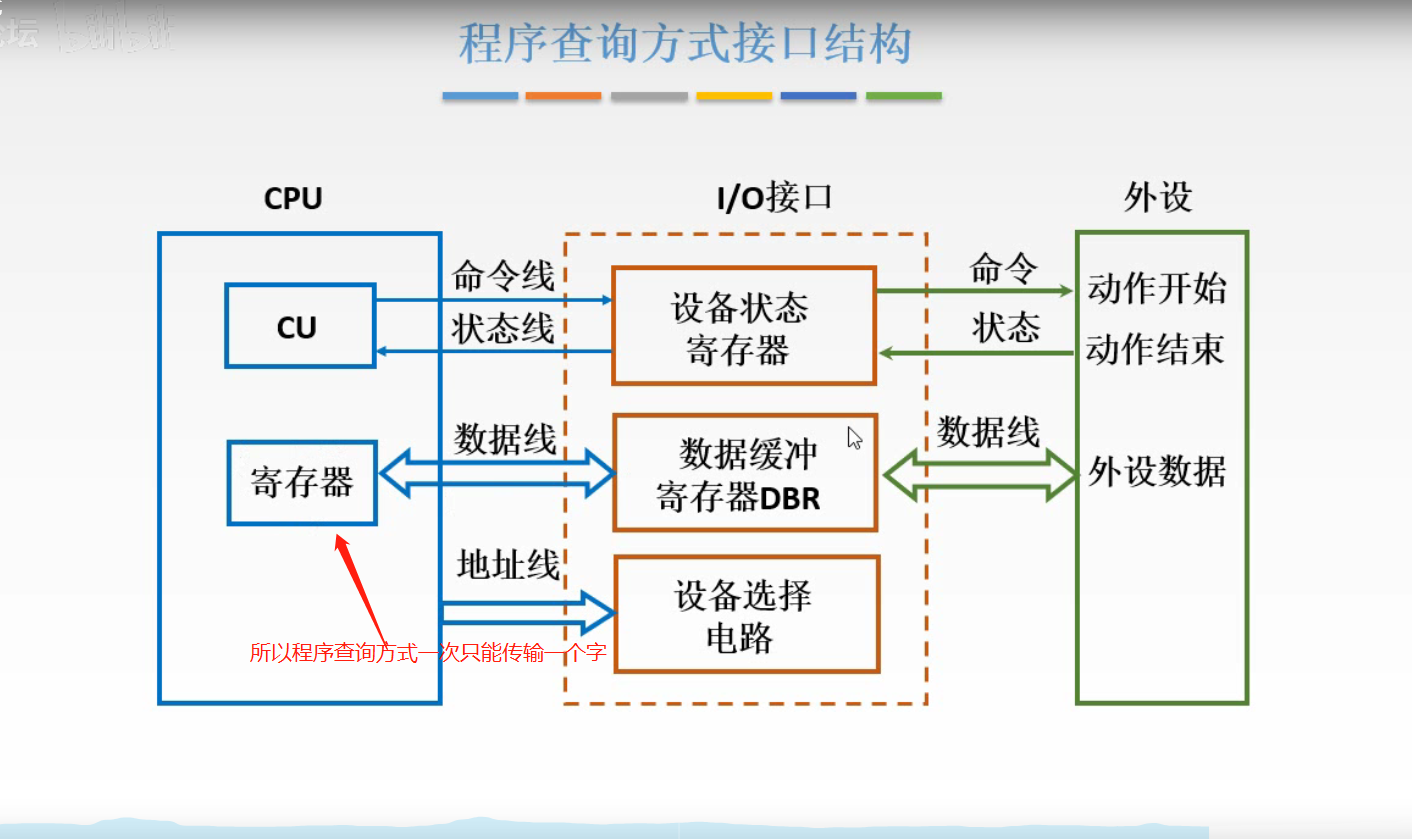 坛
程序查询方式接口结构
CPU
I/O接口
外设
CU
命令线
状态线
设备状态
寄存器
命令
状态
动作开始
动作结束
寄存器
数据线
数据缓冲
寄存器DBR
数据线
外设数据
地址线
设备选择
电路
所以程序查询方式一次只能传输一个字